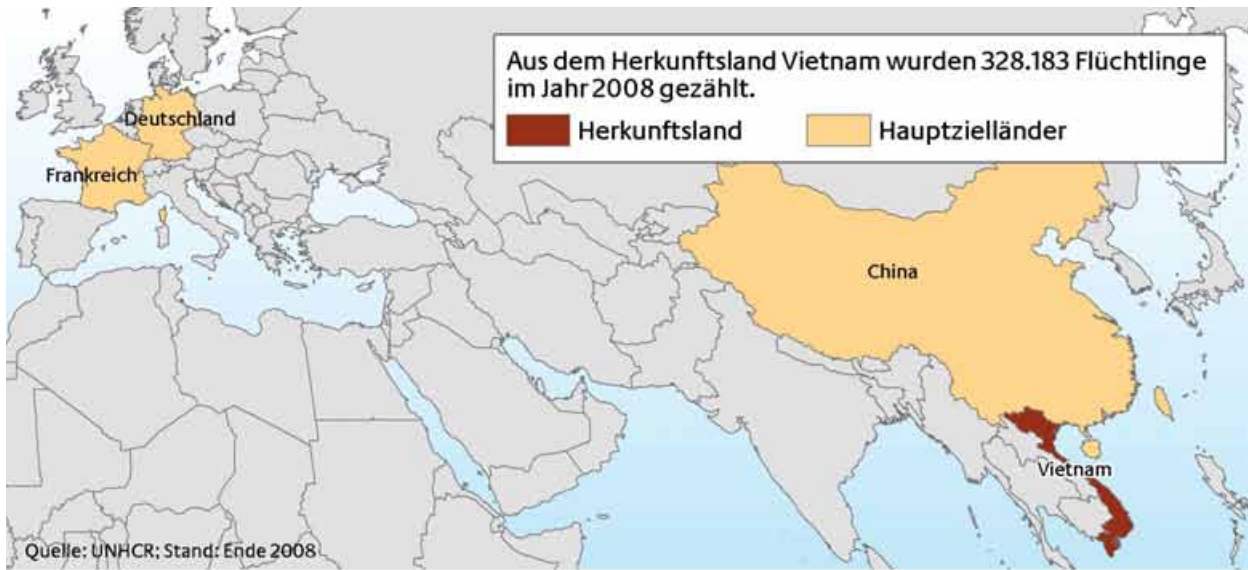 Aus dem Herkunftsland Vietnam wurden 328.183 Flüchtlinge
im Jahr 2008 gezählt.
Herkunftsland
Hauptzielländer
Deutschland
Frankreich
China
Vietnam
Quelle: UNHCR; Stand: Ende 2008